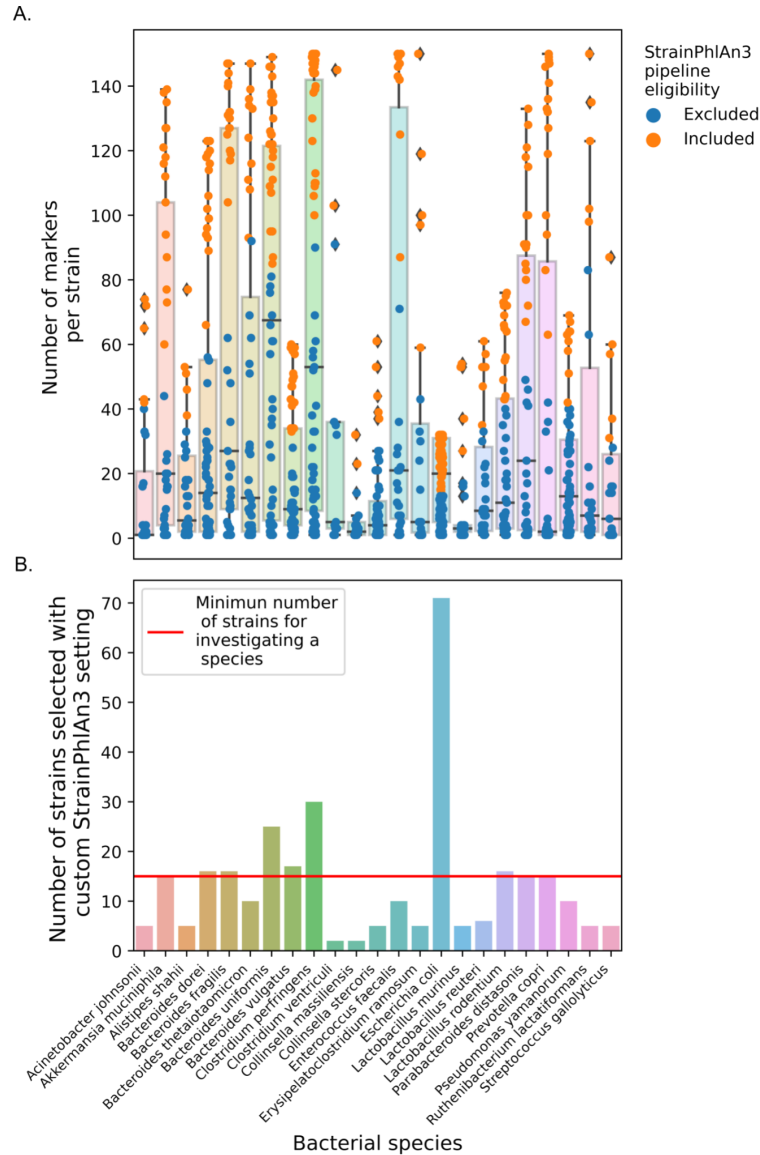 A.
StrainPhlAn3
pipeline
eligibility
Excluded
Included
Number of markers
per strain
140
120
100
80
60
40
20
0
B.
Number of strains selected with
custom StrainPhlAn3 setting
Minimun number
of strains for
investigating a
species
70
60
50
40
30
20
10
0
Acinetobacter johnsonii
Akkermansia muciniphila
Alistipes shahii
Bacteroides dorei
Bacteroides fragilis
Bacteroides thetaiotaomicron
Bacteroides uniformis
Bacteroides vulgatus
Clostridium perfringens
Clostridium ventriculi
Collinsella massiliensis
Collinsella stercoris
Enterococcus faecalis
Erysipelatoclostridium ramosum
Escherichia coli
Lactobacillus murinus
Lactobacillus reuteri
Lactobacillus rodentium
Parabacteroides distasonis
Prevotella copri
Pseudomonas yamanorum
Ruthenibacterium lactatiformans
Streptococcus gallolyticus
Bacterial species